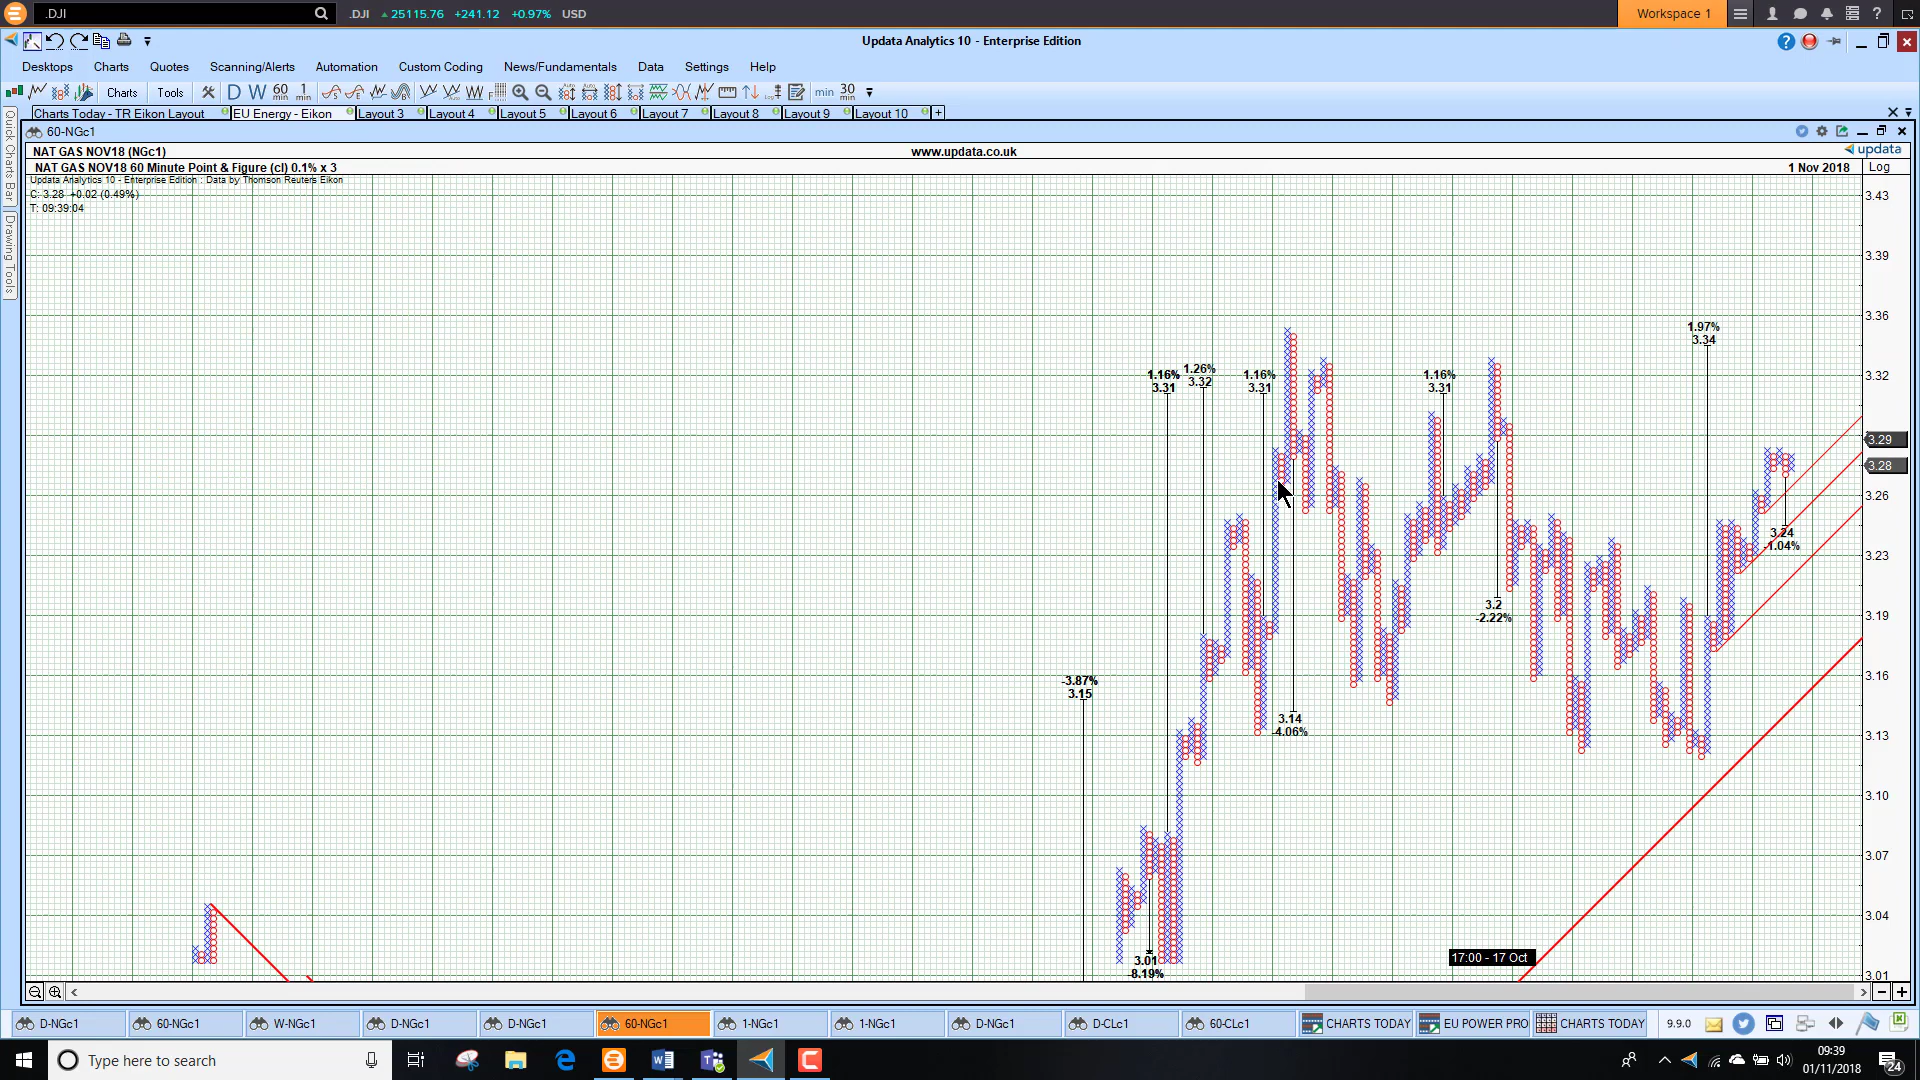 .DJI
.DJI 25115.76 +241.12 +0.97% USD
Workspace 1
Updata Analytics 10 - Enterprise Edition
Desktops Charts Quotes Scanning/Alerts Automation Custom Coding News/Fundamentals Data Settings Help
D W 60 min 1 min Charts Tools min 30 min
Charts Today - TR Eikon Layout EU Energy - Eikon Layout 3 Layout 4 Layout 5 Layout 6 Layout 7 Layout 8 Layout 9 Layout 10
Quick Charts Bar
Drawing Tools
60-NGc1
NAT GAS NOV18 (NGc1) www.updata.co.uk updata
NAT GAS NOV18 60 Minute Point & Figure (cl) 0.1% x 3 1 Nov 2018 Log
Updata Analytics 10 - Enterprise Edition : Data by Thomson Reuters Eikon
C: 3.28 +0.02 (0.49%)
T: 09:39:04
3.43
3.39
3.36
3.32
3.29
3.28
3.26
3.23
3.19
3.16
3.13
3.10
3.07
3.04
3.01
-3.87%
3.15
3.01
-8.19%
1.16%
3.31
1.26%
3.32
1.16%
3.31
3.14
-4.06%
1.16%
3.31
3.2
-2.22%
1.97%
3.34
3.24
-1.04%
17:00 - 17 Oct
D-NGc1 60-NGc1 W-NGc1 D-NGc1 D-NGc1 60-NGc1 1-NGc1 1-NGc1 D-NGc1 D-CLc1 60-CLc1 CHARTS TODAY EU POWER PRO CHARTS TODAY 9.9.0
Type here to search
09:39
01/11/2018
24